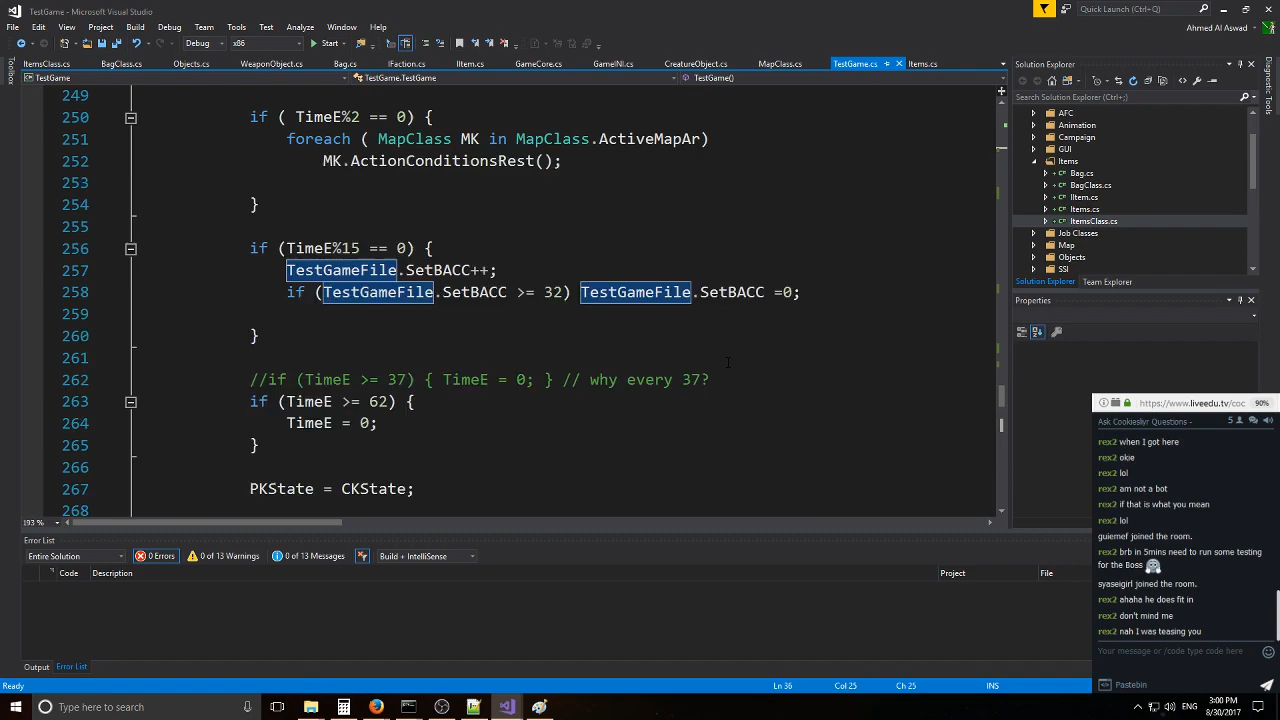 TestGame - Microsoft Visual Studio
Quick Launch (Ctrl+Q)
File Edit View Project Build Debug Team Tools Test Analyze Window Help
Ahmed Al Aswad
Debug x86 Start
ItemsClass.cs BagClass.cs Objects.cs WeaponObject.cs Bag.cs IFaction.cs IItem.cs GameCore.cs GameINI.cs CreatureObject.cs MapClass.cs TestGame.cs Items.cs
TestGame TestGame.TestGame TestGame()
Toolbox
249
250 if ( TimeE%2 == 0) {
251 foreach ( MapClass MK in MapClass.ActiveMapAr)
252 MK.ActionConditionsRest();
253
254 }
255
256 if (TimeE%15 == 0) {
257 TestGameFile.SetBACC++;
258 if (TestGameFile.SetBACC >= 32) TestGameFile.SetBACC =0;
259
260 }
261
262 //if (TimeE >= 37) { TimeE = 0; } // why every 37?
263 if (TimeE >= 62) {
264 TimeE = 0;
265 }
266
267 PKState = CKState;
268
193 %
Solution Explorer
Search Solution Explorer (Ctrl+;)
AFC
Animation
Campaign
GUI
Items
Bag.cs
BagClass.cs
IItem.cs
Items.cs
ItemsClass.cs
Job Classes
Map
Objects
SSI
Solution Explorer Team Explorer
Properties
Diagnostic Tools
Error List
Entire Solution 0 Errors 0 of 13 Warnings 0 of 13 Messages Build + IntelliSense
Code Description Project File
Output Error List
Ready Ln 36 Col 25 Ch 25 INS
https://www.liveedu.tv/coc 90%
Ask Cookieslyr Questions - 5
rex2 when I got here
rex2 okie
rex2 lol
rex2 am not a bot
rex2 if that is what you mean
rex2 lol
guiemef joined the room.
rex2 brb in 5mins need to run some testing
for the Boss
syaseigirl joined the room.
rex2 ahaha he does fit in
rex2 don't mind me
rex2 nah I was teasing you
Your message or /code type code here
Pastebin
Type here to search
ENG
3:00 PM
8/30/2017